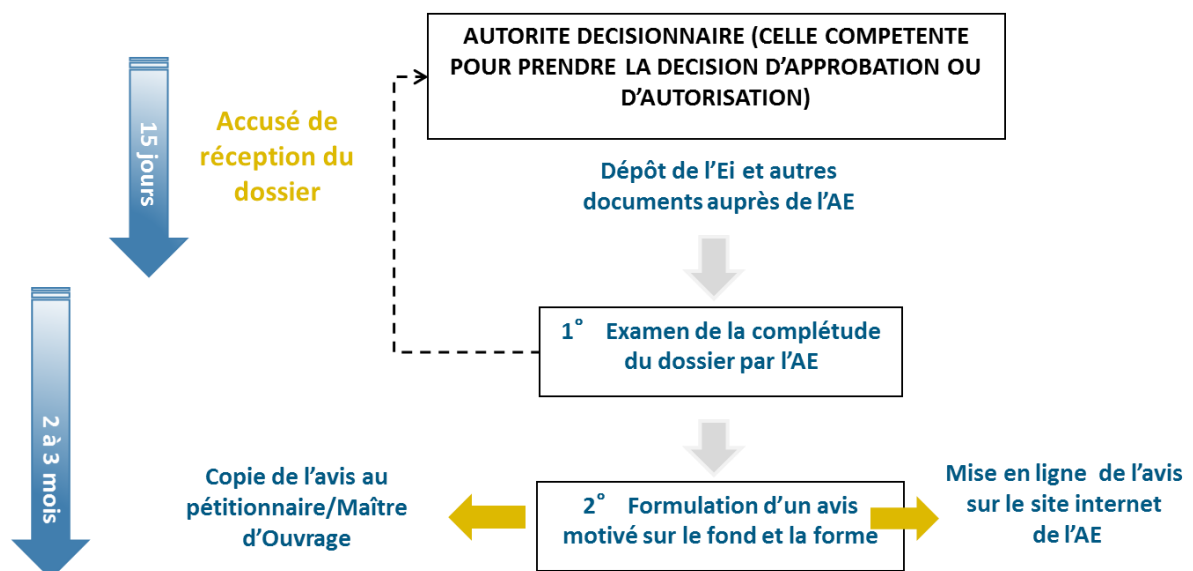 AUTORITE DECISIONNAIRE (CELLE COMPETENTE
POUR PRENDRE LA DECISION D'APPROBATION OU
D'AUTORISATION)
15 jours
Accusé de
réception du
dossier
Dépôt de l'Ei et autres
documents auprès de l'AE
1° Examen de la complétude
du dossier par l'AE
2 à 3 mois
Copie de l'avis au
pétitionnaire/Maître
d'Ouvrage
2° Formulation d'un avis
motivé sur le fond et la forme
Mise en ligne de l'avis
sur le site internet
de l'AE